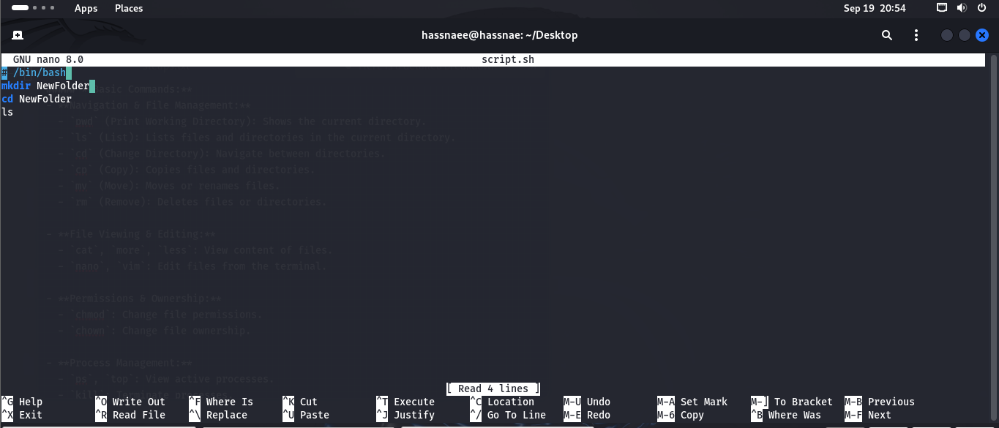 Apps Places Sep 19 20:54
hassnaee@hassnae: ~/Desktop
GNU nano 8.0 script.sh
# /bin/bash
mkdir NewFolder
cd NewFolder
ls
asic Commands:**
- **Navigation & File Management:**
- `pwd` (Print Working Directory): Shows the current directory.
- `ls` (List): Lists files and directories in the current directory.
- `cd` (Change Directory): Navigate between directories.
- `cp` (Copy): Copies files and directories.
- `mv` (Move): Moves or renames files.
- `rm` (Remove): Deletes files or directories.
- **File Viewing & Editing:**
- `cat`, `more`, `less`: View content of files.
- `nano`, `vim`: Edit files from the terminal.
- **Permissions & Ownership:**
- `chmod`: Change file permissions.
- `chown`: Change file ownership.
- **Process Management:**
- `ps`, `top`: View active processes.
- `kill`: Terminate processes.
[ Read 4 lines ]
^G Help ^O Write Out ^F Where Is ^K Cut ^T Execute ^C Location M-U Undo M-A Set Mark M-] To Bracket M-B Previous
^X Exit ^R Read File ^\ Replace ^U Paste ^J Justify ^/ Go To Line M-E Redo M-6 Copy ^B Where Was M-F Next